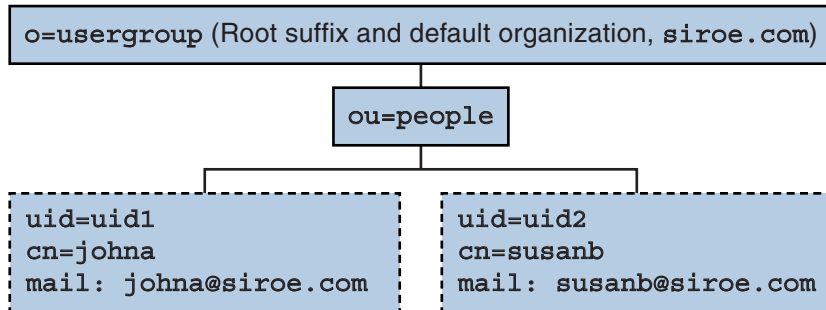 o=usergroup (Root suffix and default organization, siroe.com)
ou=people
uid=uid1
cn=johna
mail: johna@siroe.com
uid=uid2
cn=susanb
mail: susanb@siroe.com